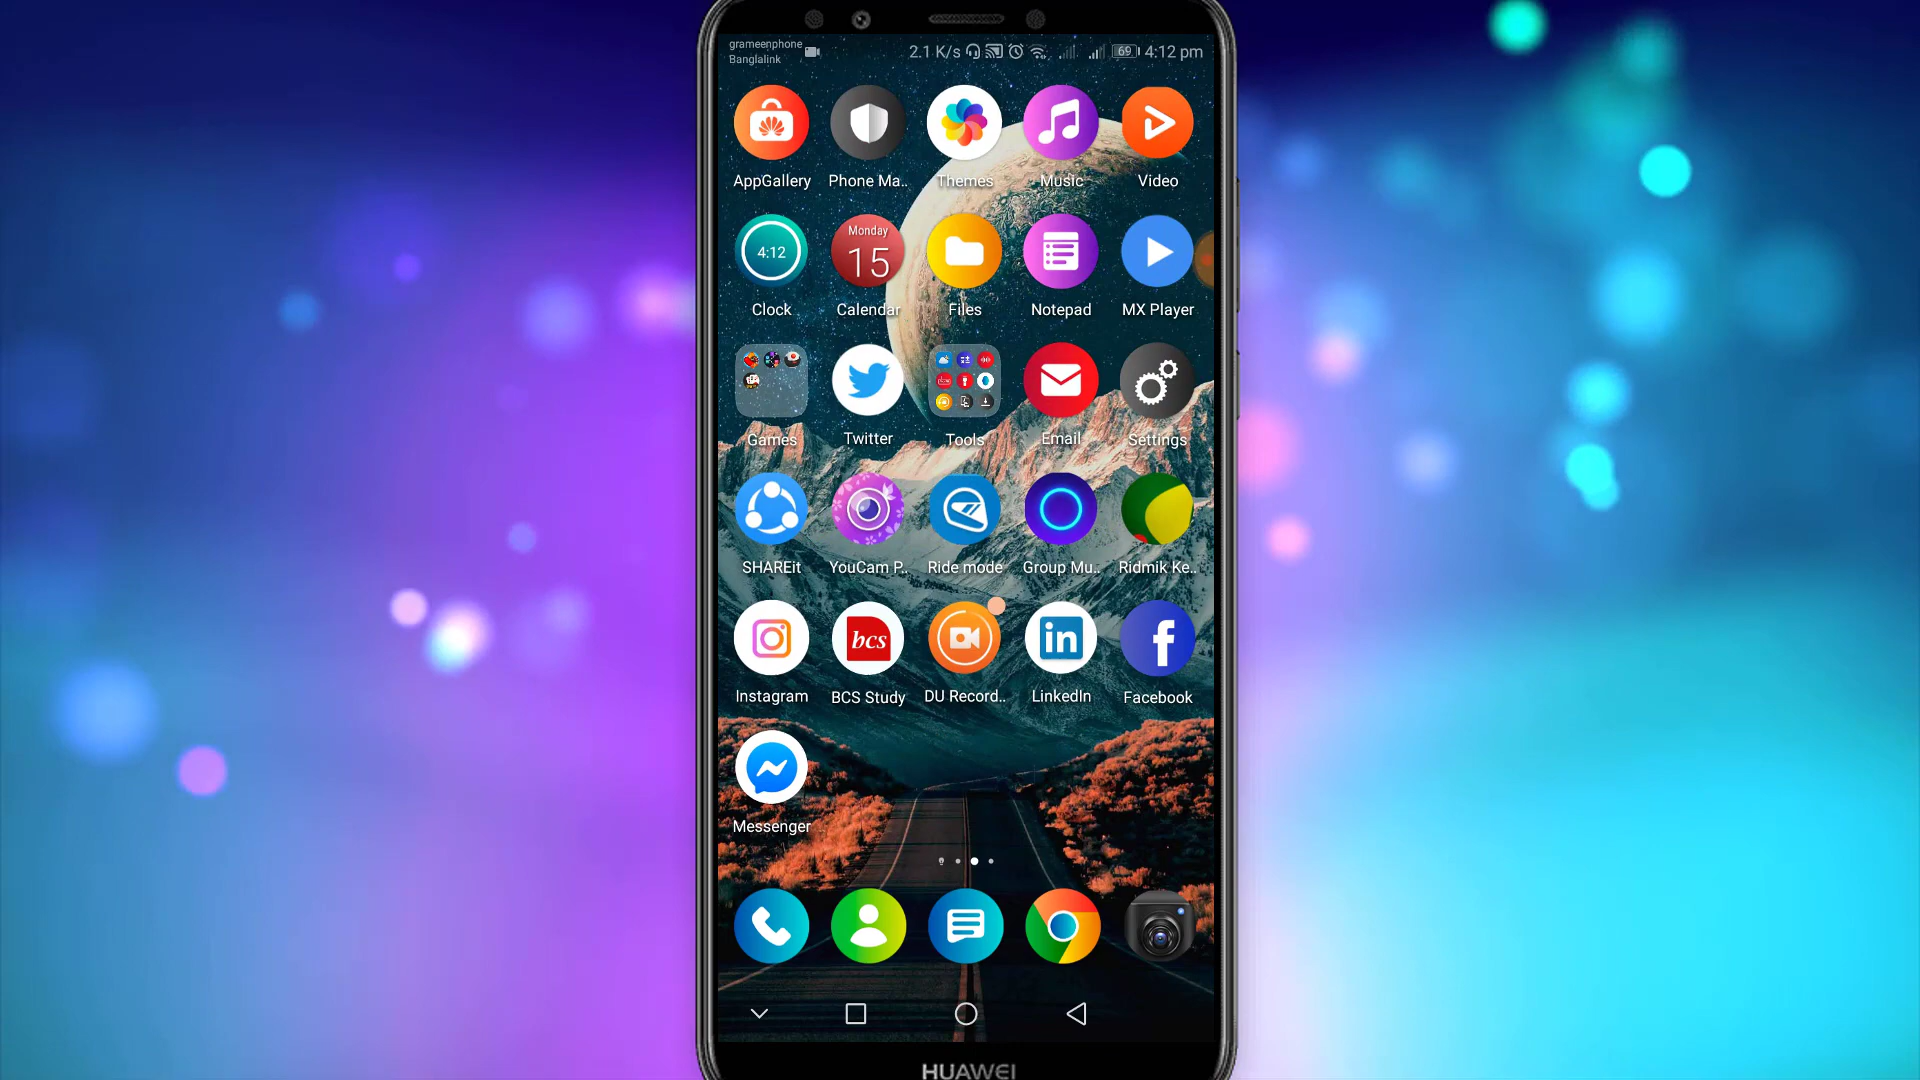 grameenphone
Banglalink
2.1 K/s 69 4:12 pm
AppGallery Phone Ma.. Themes Music Video
4:12 Monday
15
Clock Calendar Files Notepad MX Player
Games Twitter Tools Email Settings
SHAREit YouCam P.. Ride mode Group Mu.. Ridmik Ke..
bcs in f
Instagram BCS Study DU Record.. LinkedIn Facebook
Messenger
HUAWEI